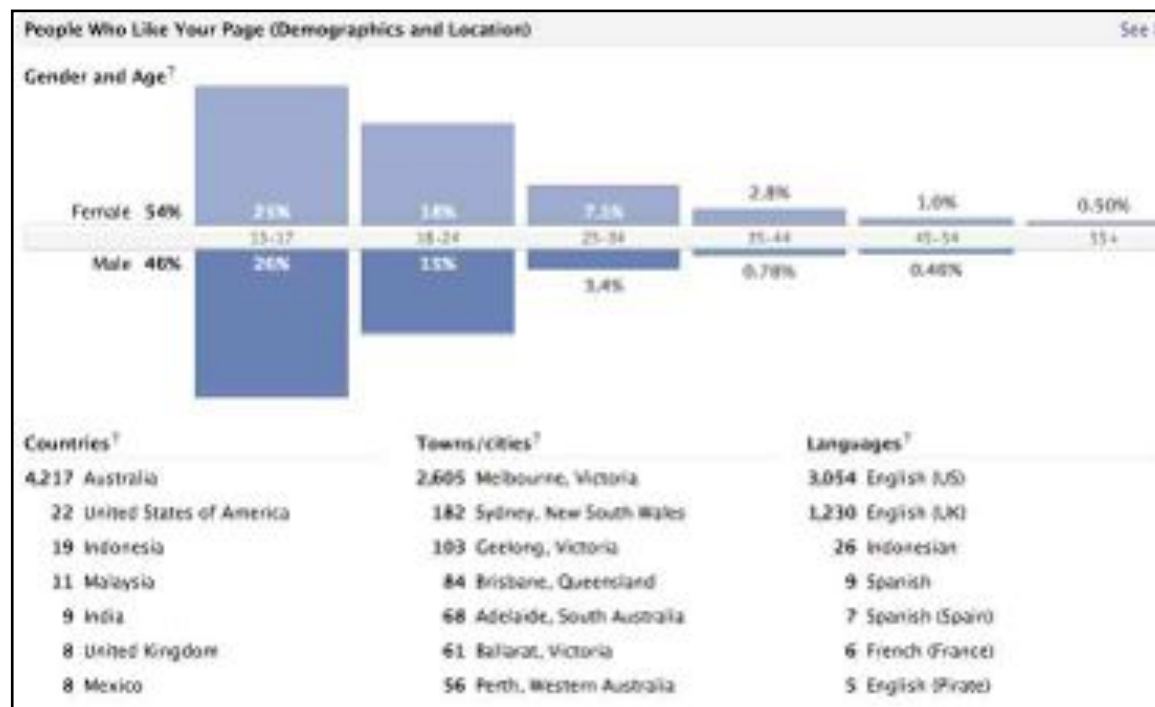 People Who Like Your Page (Demographics and Location)
See
Gender and Age?
Female 54% 25% 18% 2.8% 1.0% 0.50%
13-17 18-24 25-34 35-44 45-54 55+
Male 46% 26% 15% 3.4% 0.78% 0.46%
Countries? Towns/cities? Languages?
4,217 Australia 2,605 Melbourne, Victoria 3,054 English (US)
22 United States of America 182 Sydney, New South Wales 1,230 English (UK)
19 Indonesia 103 Geelong, Victoria 26 Indonesian
11 Malaysia 84 Brisbane, Queensland 9 Spanish
9 India 68 Adelaide, South Australia 7 Spanish (Spain)
8 United Kingdom 61 Ballarat, Victoria 6 French (France)
8 Mexico 56 Perth, Western Australia 5 English (Pirate)